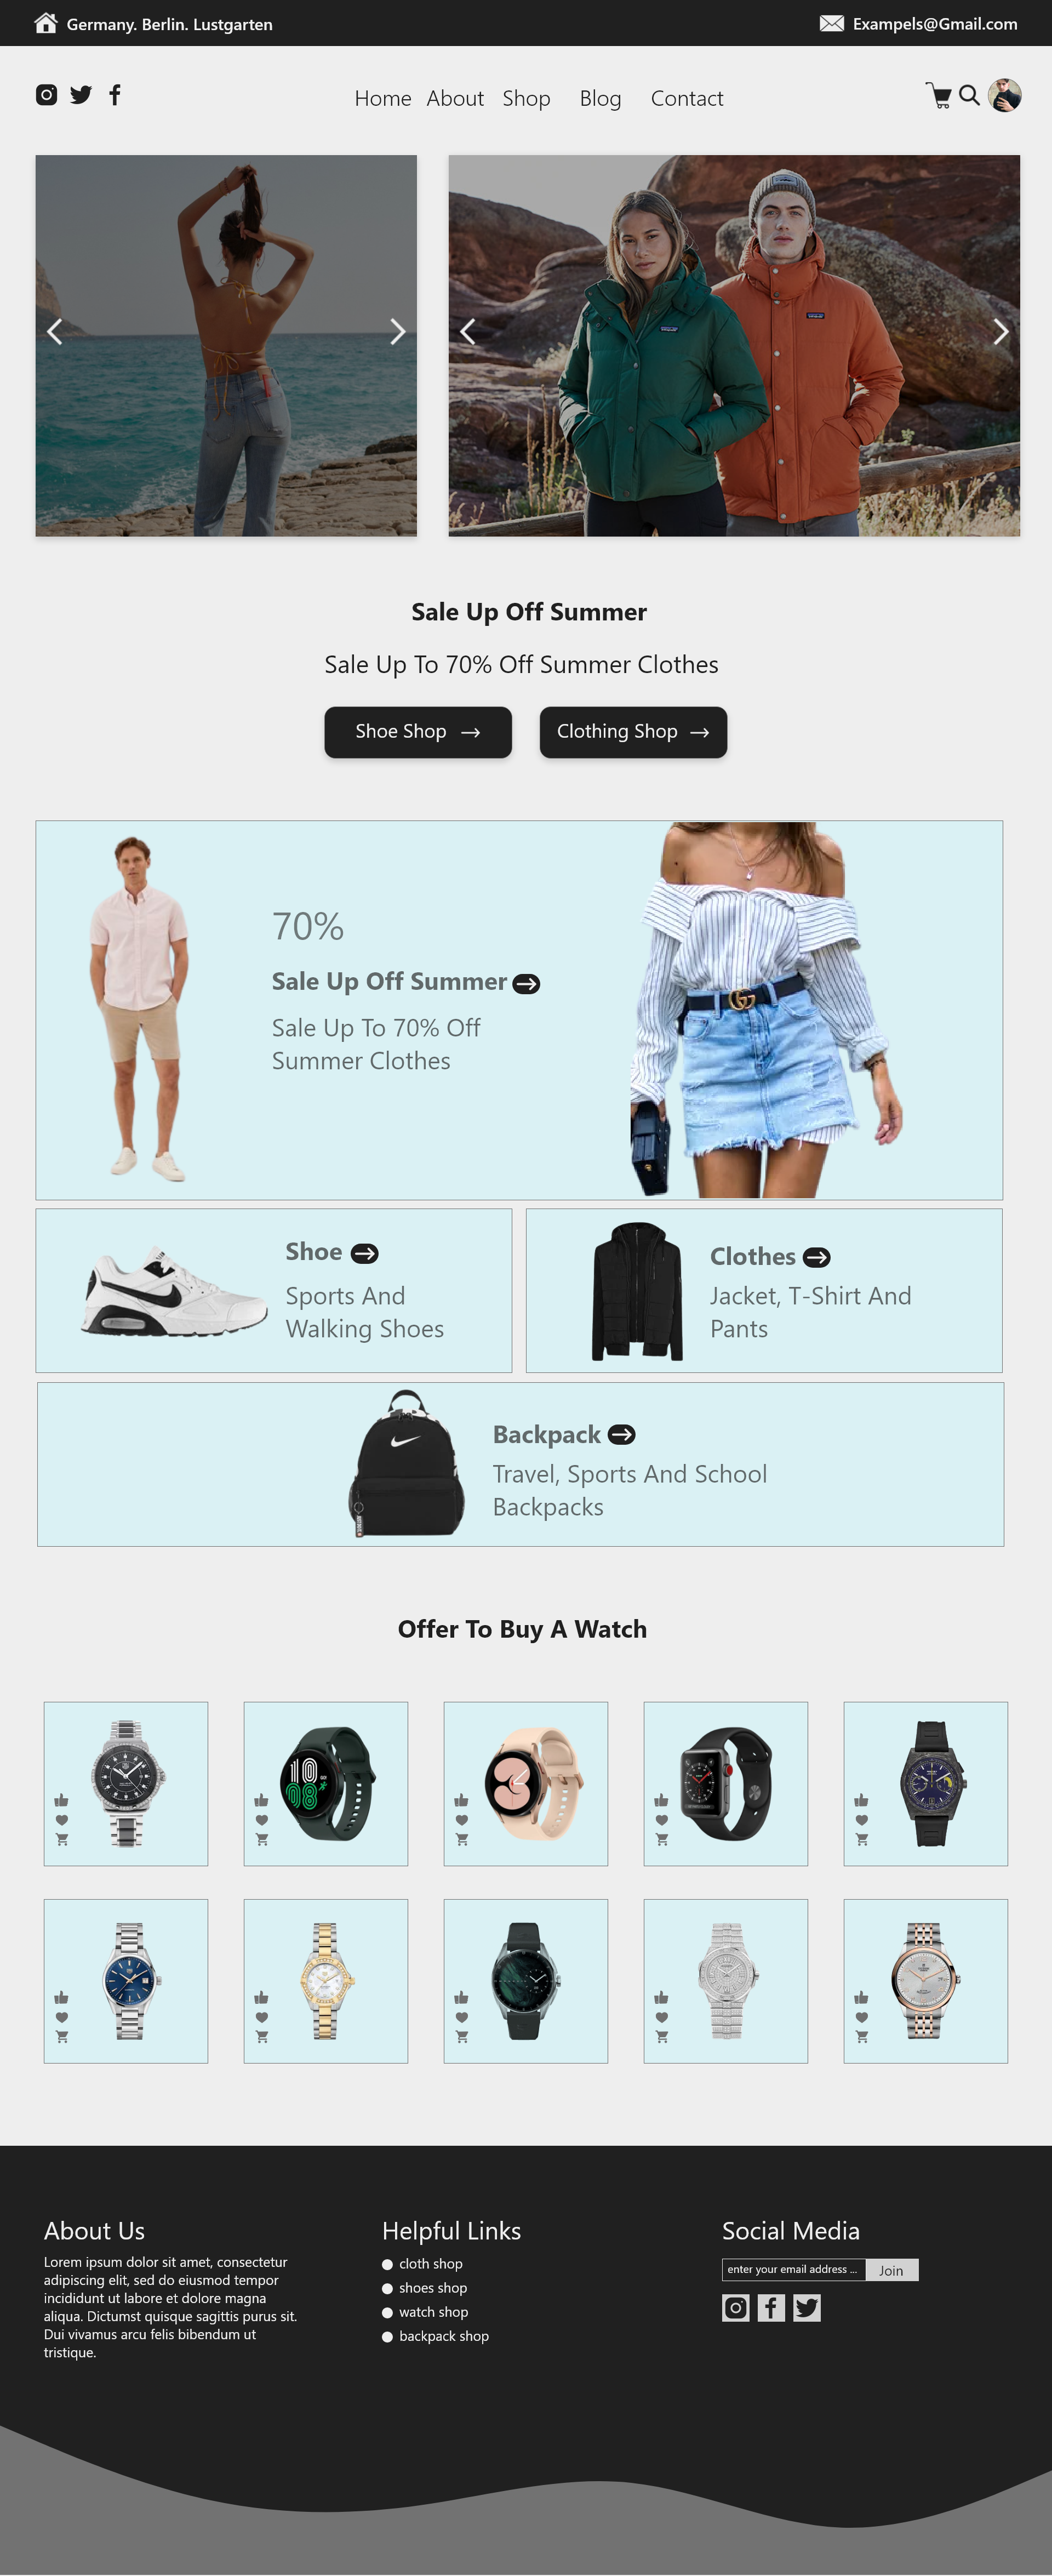 Germany. Berlin. Lustgarten
Exampels@Gmail.com
Home About Shop Blog Contact
Sale Up Off Summer
Sale Up To 70% Off Summer Clothes
Shoe Shop →
Clothing Shop →
70%
Sale Up Off Summer
Sale Up To 70% Off
Summer Clothes
Shoe
Sports And
Walking Shoes
Clothes
Jacket, T-Shirt And
Pants
Backpack
Travel, Sports And School
Backpacks
Offer To Buy A Watch
10
08
About Us
Lorem ipsum dolor sit amet, consectetur
adipiscing elit, sed do eiusmod tempor
incididunt ut labore et dolore magna
aliqua. Dictumst quisque sagittis purus sit.
Dui vivamus arcu felis bibendum ut
tristique.
Helpful Links
cloth shop
shoes shop
watch shop
backpack shop
Social Media
enter your email address ...
Join